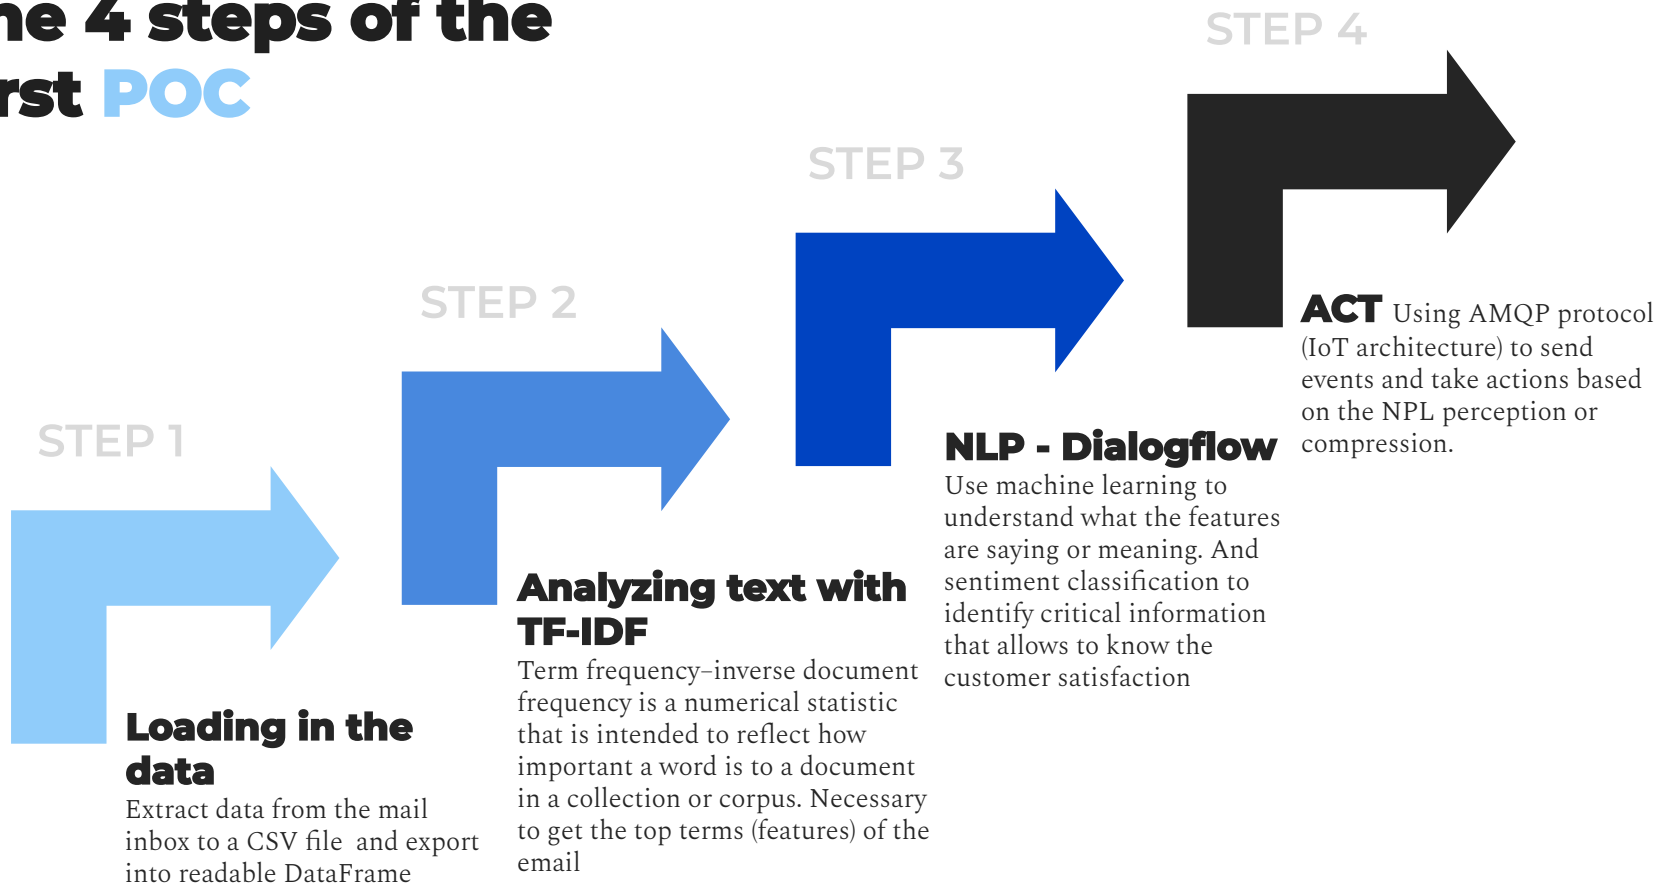 ne 4 steps of the
rst POC
STEP 1
Loading in the
data
Extract data from the mail
inbox to a CSV file  and export
into readable DataFrame
STEP 2
Analyzing text with
TF-IDF
Term frequency–inverse document
frequency is a numerical statistic
that is intended to reflect how
important a word is to a document
in a collection or corpus. Necessary
to get the top terms (features) of the
email
STEP 3
NLP - Dialogflow
Use machine learning to
understand what the features
are saying or meaning. And
sentiment classification to
identify critical information
that allows to know the
customer satisfaction
STEP 4
ACT Using AMQP protocol
(IoT architecture) to send
events and take actions based
on the NPL perception or
compression.